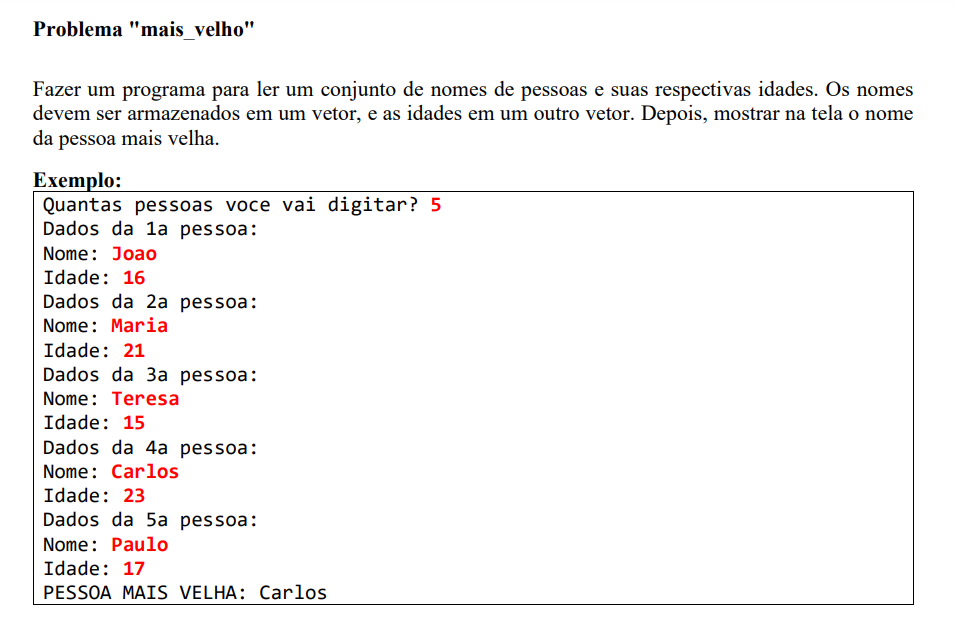 Problema "mais_velho"
Fazer um programa para ler um conjunto de nomes de pessoas e suas respectivas idades. Os nomes
devem ser armazenados em um vetor, e as idades em um outro vetor. Depois, mostrar na tela o nome
da pessoa mais velha.
Exemplo:
Quantas pessoas voce vai digitar? 5
Dados da 1a pessoa:
Nome: Joao
Idade: 16
Dados da 2a pessoa:
Nome: Maria
Idade: 21
Dados da 3a pessoa:
Nome: Teresa
Idade: 15
Dados da 4a pessoa:
Nome: Carlos
Idade: 23
Dados da 5a pessoa:
Nome: Paulo
Idade: 17
PESSOA MAIS VELHA: Carlos